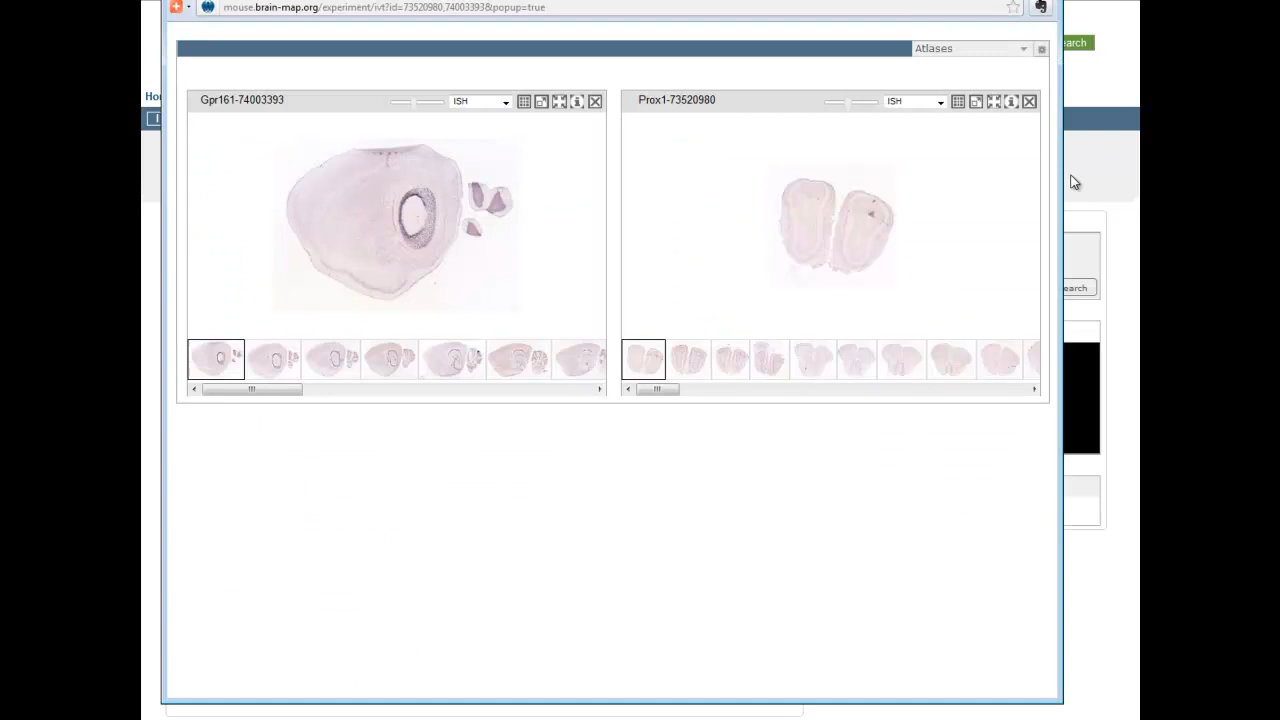 mouse.brain-map.org/experiment/ivt?id=73520980,74003393&popup=true
earch
Atlases
Ho
I
Gpr161-74003393
ISH
Prox1-73520980
ISH
earch